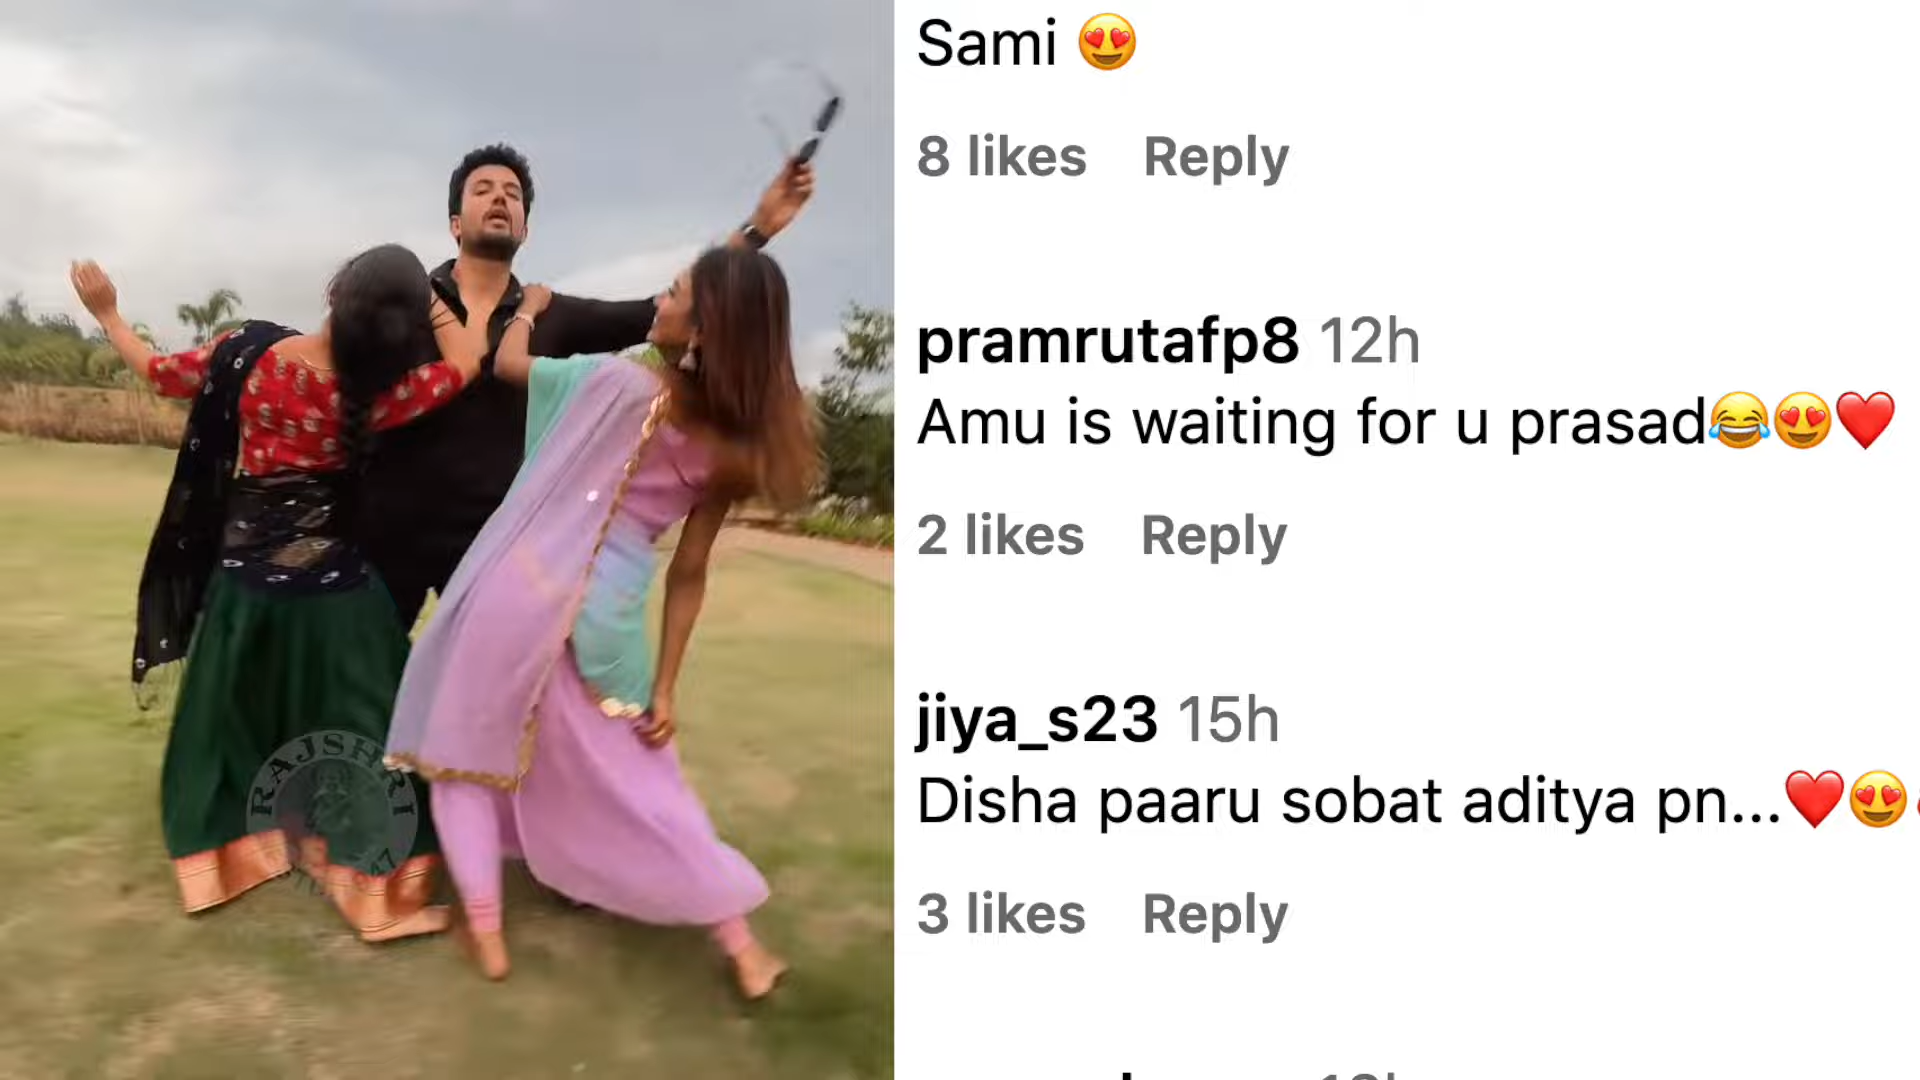 Sami 😍
8 likes Reply
pramrutafp8 12h
Amu is waiting for u prasad😂😍❤️
2 likes Reply
jiya_s23 15h
Disha paaru sobat aditya pn...❤️😍
3 likes Reply
RAJSHRI